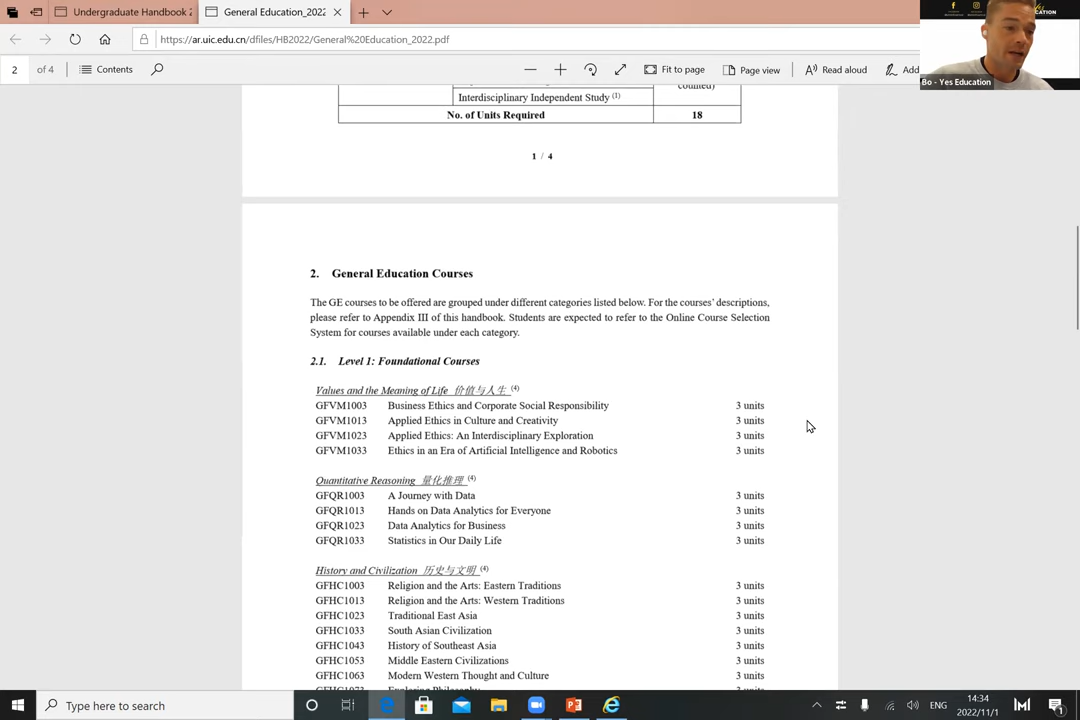 Undergraduate Handbook 2
General Education_2022
https://ar.uic.edu.cn/dfiles/HB2022/General%20Education_2022.pdf
EDUCATION
Bo - Yes Education
2 of 4
Contents
Fit to page
Page view
Read aloud
Add
counted)
Interdisciplinary Independent Study (1)
No. of Units Required 18
1 / 4
2. General Education Courses
The GE courses to be offered are grouped under different categories listed below. For the courses' descriptions,
please refer to Appendix III of this handbook. Students are expected to refer to the Online Course Selection
System for courses available under each category.
2.1. Level 1: Foundational Courses
Values and the Meaning of Life 价值与人生 (4)
GFVM1003 Business Ethics and Corporate Social Responsibility 3 units
GFVM1013 Applied Ethics in Culture and Creativity 3 units
GFVM1023 Applied Ethics: An Interdisciplinary Exploration 3 units
GFVM1033 Ethics in an Era of Artificial Intelligence and Robotics 3 units
Quantitative Reasoning 量化推理 (4)
GFQR1003 A Journey with Data 3 units
GFQR1013 Hands on Data Analytics for Everyone 3 units
GFQR1023 Data Analytics for Business 3 units
GFQR1033 Statistics in Our Daily Life 3 units
History and Civilization 历史与文明 (4)
GFHC1003 Religion and the Arts: Eastern Traditions 3 units
GFHC1013 Religion and the Arts: Western Traditions 3 units
GFHC1023 Traditional East Asia 3 units
GFHC1033 South Asian Civilization 3 units
GFHC1043 History of Southeast Asia 3 units
GFHC1053 Middle Eastern Civilizations 3 units
GFHC1063 Modern Western Thought and Culture 3 units
GFHC1073 Exploring Philosophy 3 units
Type here to search
ENG
14:34
2022/11/1